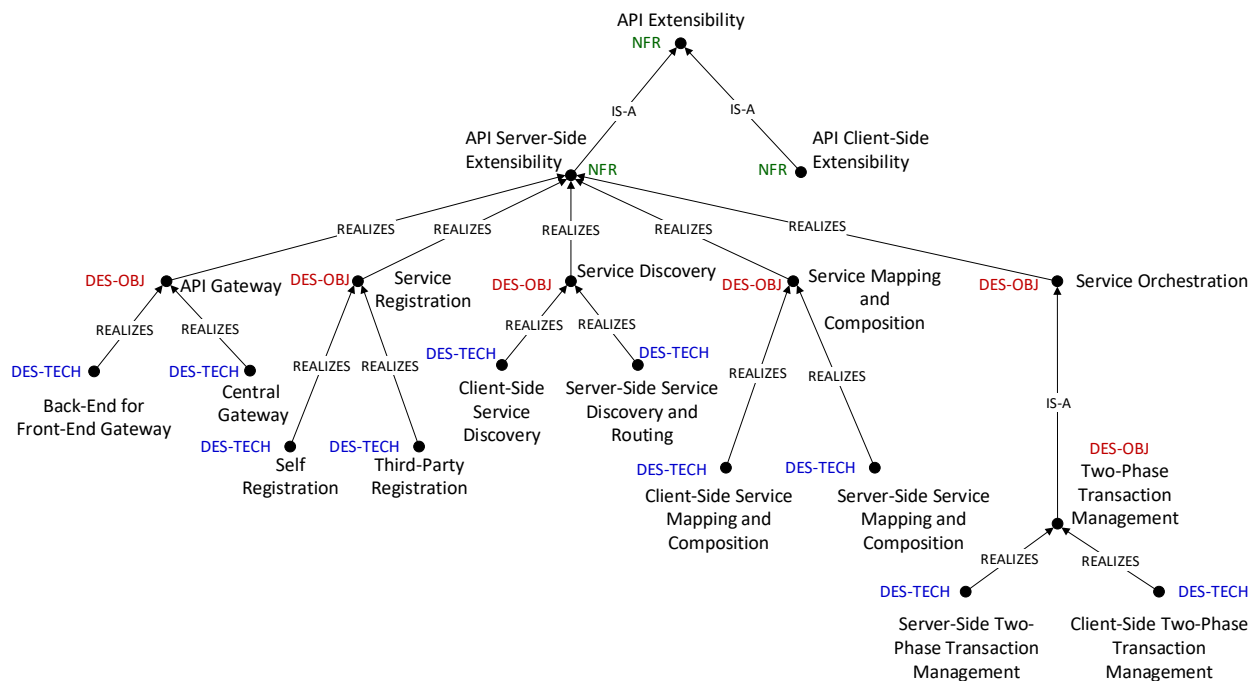 API Extensibility
NFR
IS-A
IS-A
API Server-Side
Extensibility
NFR
API Client-Side
Extensibility
NFR
REALIZES
REALIZES
REALIZES
REALIZES
REALIZES
DES-OBJ
API Gateway
DES-OBJ
Service
Registration
DES-OBJ
Service Discovery
DES-OBJ
Service Mapping
and
Composition
DES-OBJ
Service Orchestration
REALIZES
REALIZES
REALIZES
REALIZES
REALIZES
REALIZES
REALIZES
REALIZES
IS-A
DES-TECH
Back-End for
Front-End Gateway
DES-TECH
Central
Gateway
DES-TECH
Self
Registration
DES-TECH
Third-Party
Registration
DES-TECH
Client-Side
Service
Discovery
DES-TECH
Server-Side Service
Discovery and
Routing
DES-TECH
Client-Side Service
Mapping and
Composition
DES-TECH
Server-Side Service
Mapping and
Composition
DES-OBJ
Two-Phase
Transaction
Management
REALIZES
REALIZES
DES-TECH
Server-Side Two-
Phase Transaction
Management
DES-TECH
Client-Side Two-Phase
Transaction
Management